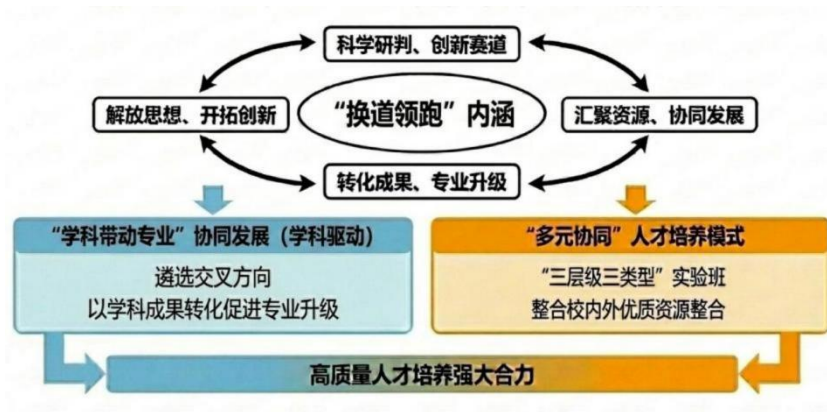 科学研判、创新赛道
解放思想、开拓创新
“换道领跑”内涵
汇聚资源、协同发展
转化成果、专业升级
“学科带动专业”协同发展（学科驱动）
遴选交叉方向
以学科成果转化促进专业升级
“多元协同”人才培养模式
“三层级三类型”实验班
整合校内外优质资源整合
高质量人才培养强大合力